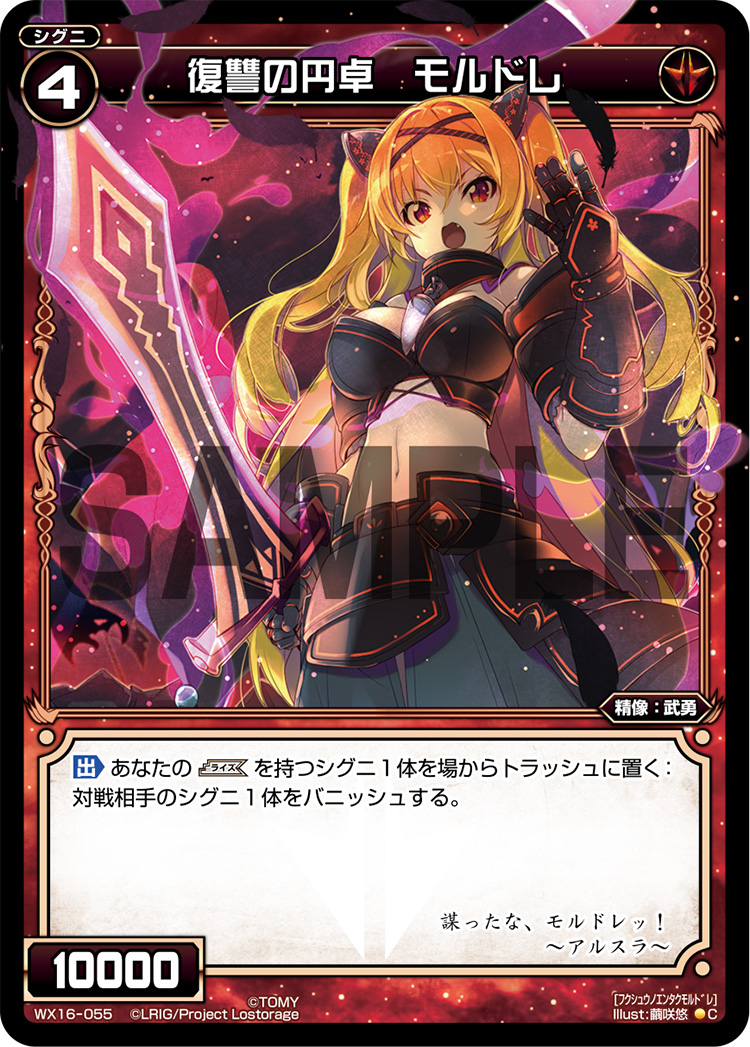 シグニ
4
復讐の円卓　モルドレ
SAMPLE
精像：武勇
出 あなたの ライズ を持つシグニ１体を場からトラッシュに置く：
対戦相手のシグニ１体をバニッシュする。
謀ったな、モルドレッ！
～アルスラ～
10000
©TOMY
WX16-055 ©LRIG/Project Lostorage
[フクシュウノエンタクモルドレ]
Illust:繭咲悠 C